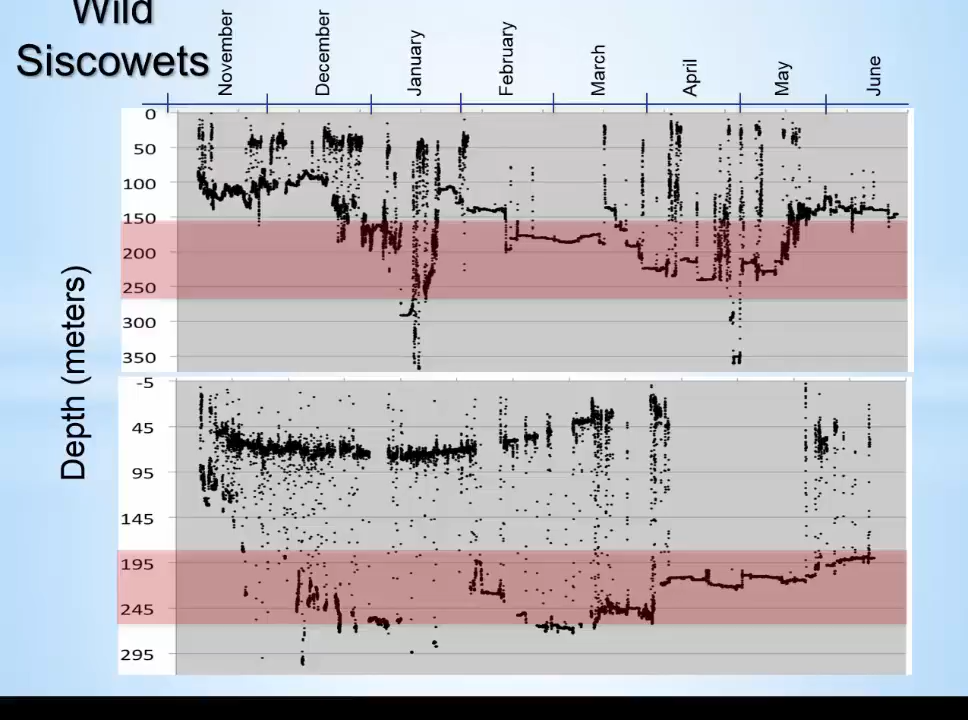 Wild
Siscowets
November
December
January
February
March
April
May
June
Depth (meters)
0
50
100
150
200
250
300
350
-5
45
95
145
195
245
295